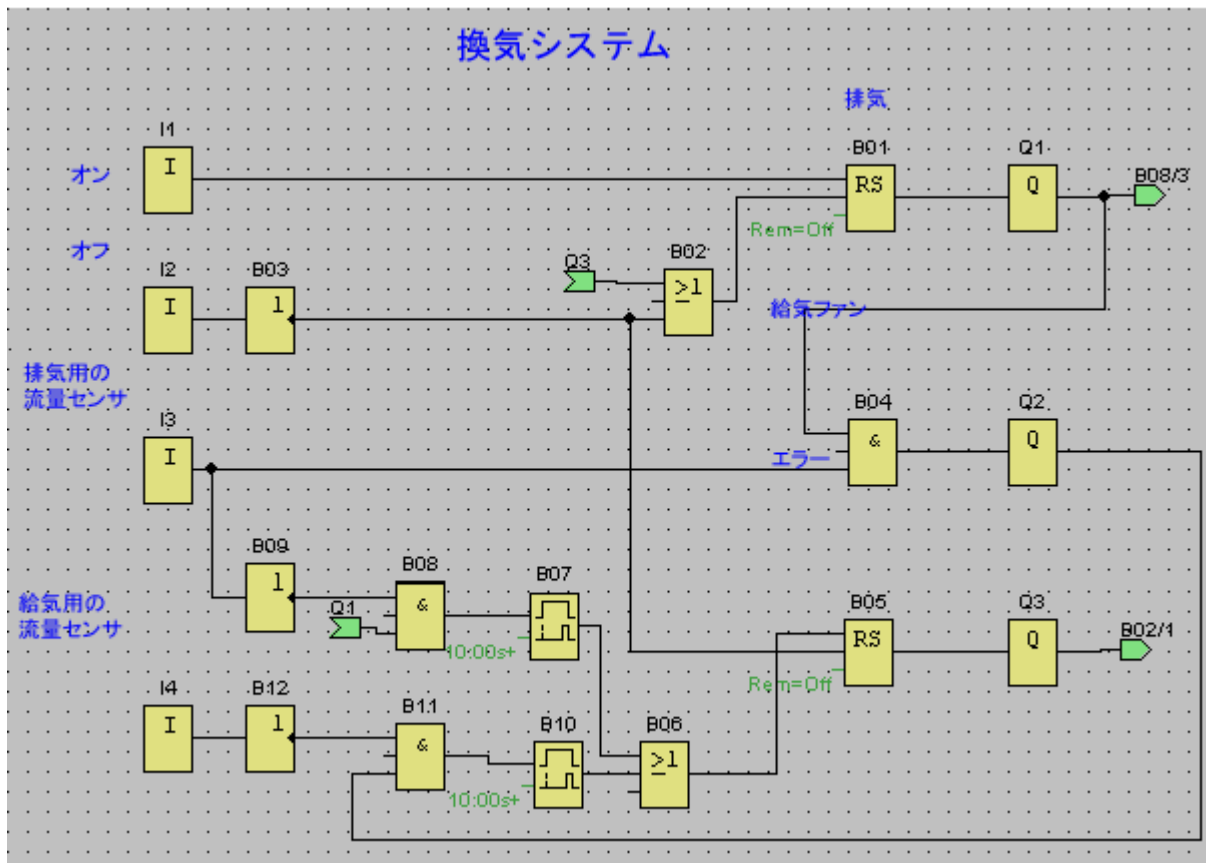 換気システム
排気
I1
B01
Q1
オン
I
RS
Q
B08/3
Rem=Off
オフ
Q3
B02
I2
B03
≥1
I
1
給気ファン
排気用の
流量センサ
I3
B04
Q2
I
&
Q
エラー
B09
B08
B07
B05
Q3
1
&
RS
Q
給気用の
流量センサ
Q1
B02/1
10:00s+
Rem=Off
I4
B12
B11
B10
B06
I
1
&
≥1
10:00s+